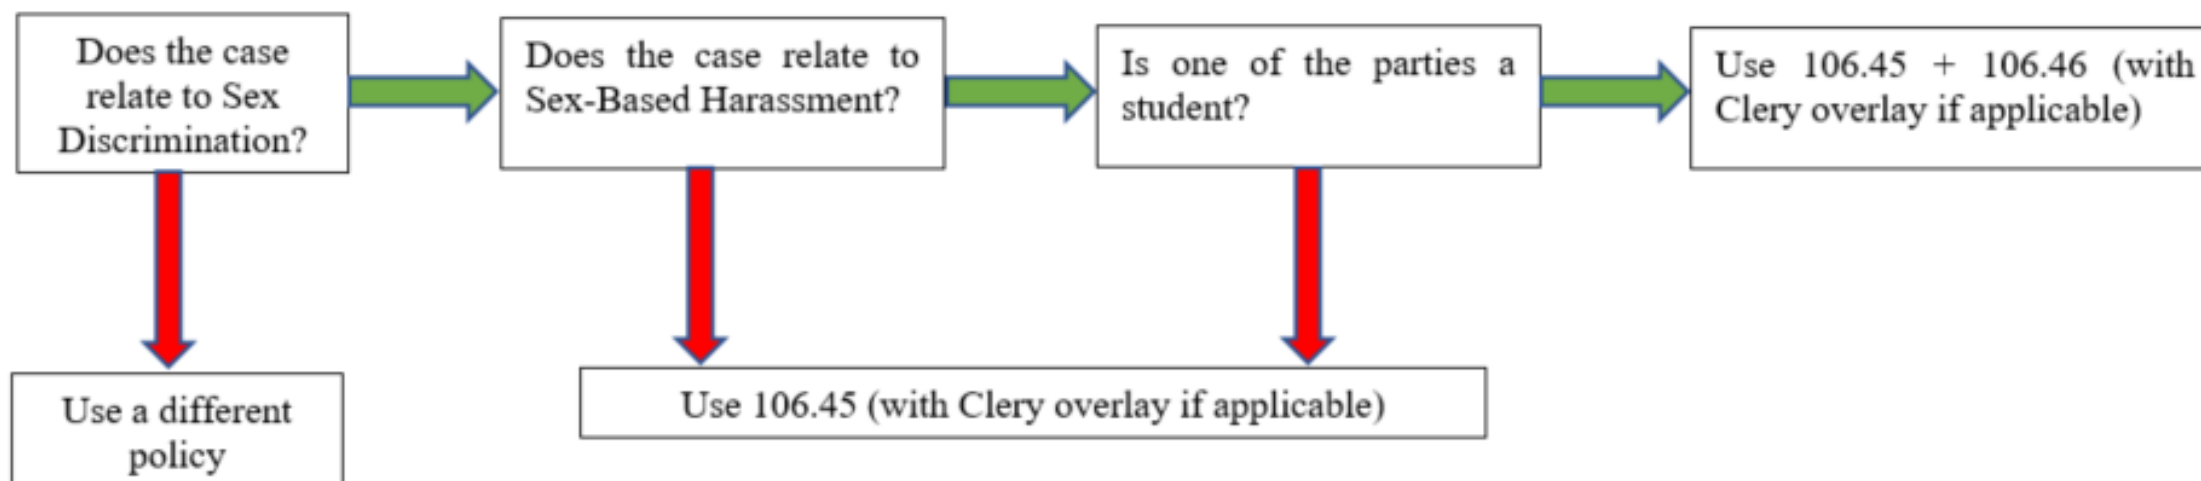 Does the case
relate to Sex
Discrimination?
Does the case relate to
Sex-Based Harassment?
Is one of the parties a
student?
Use 106.45 + 106.46 (with
Clery overlay if applicable)
Use a different
policy
Use 106.45 (with Clery overlay if applicable)